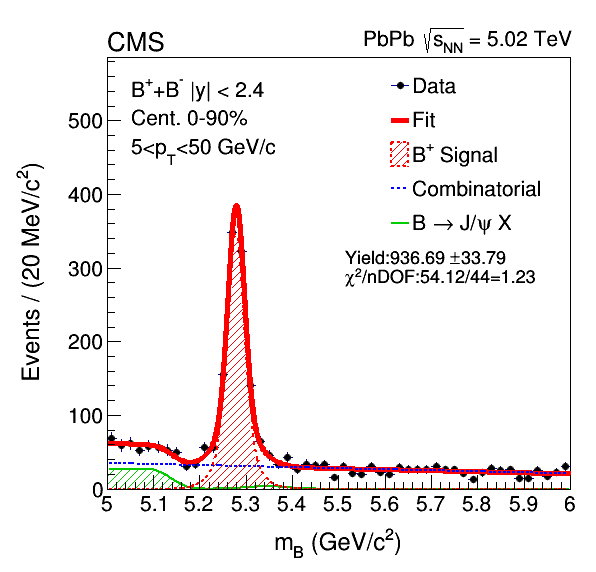 CMS
PbPb √sNN = 5.02 TeV
B⁺+B⁻ |y| < 2.4
Cent. 0-90%
5<pT<50 GeV/c
Data
Fit
B⁺ Signal
Combinatorial
B → J/ψ X
Yield:936.69 ±33.79
χ²/nDOF:54.12/44=1.23
Events / (20 MeV/c²)
500
400
300
200
100
0
5 5.1 5.2 5.3 5.4 5.5 5.6 5.7 5.8 5.9 6
mB (GeV/c²)